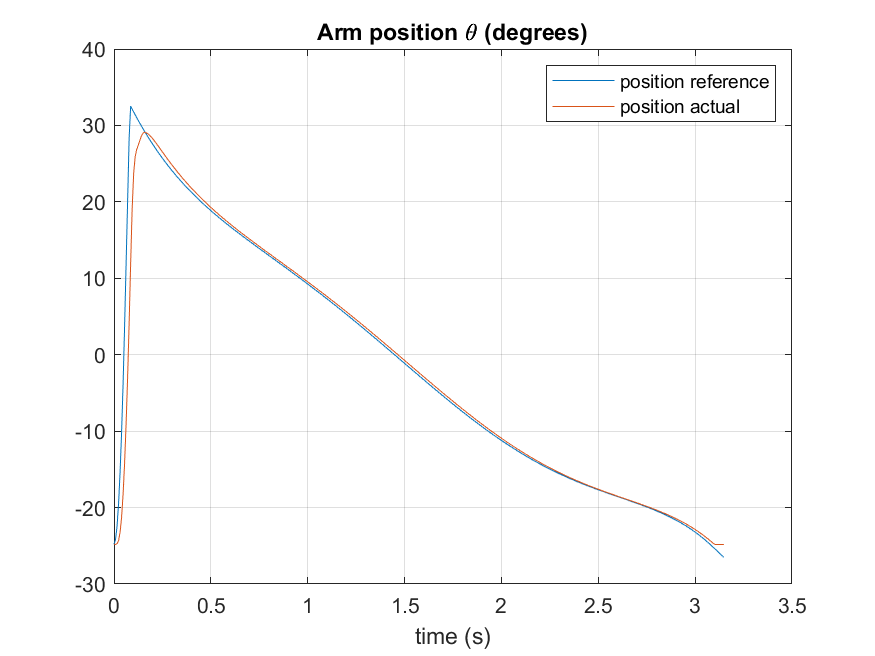 Arm position θ (degrees)
position reference
position actual
40
30
20
10
0
-10
-20
-30
0 0.5 1 1.5 2 2.5 3 3.5
time (s)